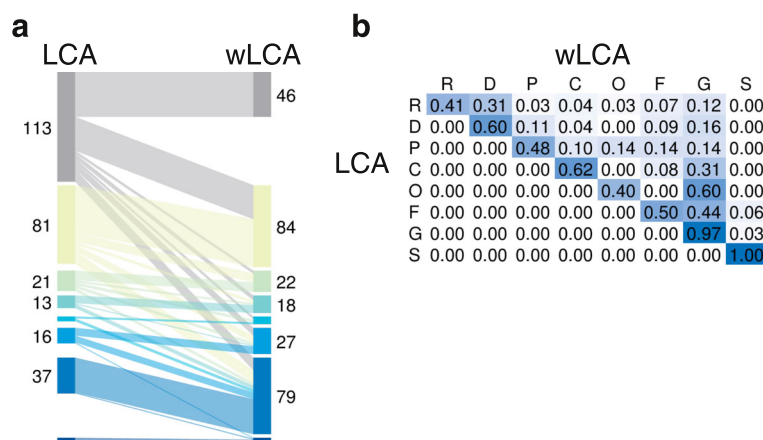 a
LCA
wLCA
46
113
81
84
21
22
13
18
16
27
37
79
b
wLCA
R D P C O F G S
R 0.41 0.31 0.03 0.04 0.03 0.07 0.12 0.00
D 0.00 0.60 0.11 0.04 0.00 0.09 0.16 0.00
P 0.00 0.00 0.48 0.10 0.14 0.14 0.14 0.00
LCA
C 0.00 0.00 0.00 0.62 0.00 0.08 0.31 0.00
O 0.00 0.00 0.00 0.00 0.40 0.00 0.60 0.00
F 0.00 0.00 0.00 0.00 0.00 0.50 0.44 0.06
G 0.00 0.00 0.00 0.00 0.00 0.00 0.97 0.03
S 0.00 0.00 0.00 0.00 0.00 0.00 0.00 1.00